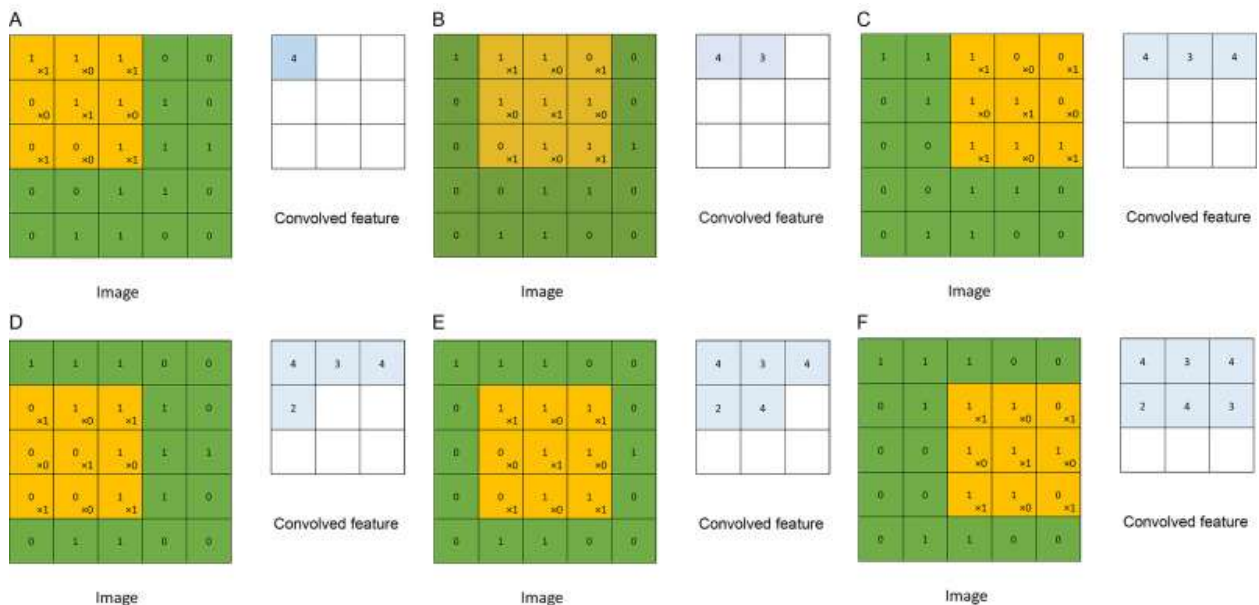 A
1×1 1×0 1×1 0 0
0×0 1×1 1×0 1 0
0×1 0×0 1×1 1 1
0 0 1 1 0
0 1 1 0 0
Image
4
Convolved feature
B
1 1×1 1×0 0×1 0
0 1×0 1×1 1×0 0
0 0×1 1×0 1×1 1
0 0 1 1 0
0 1 1 0 0
Image
4 3
Convolved feature
C
1 1 1×1 0×0 0×1
0 1 1×0 1×1 0×0
0 0 1×1 1×0 1×1
0 0 1 1 0
0 1 1 0 0
Image
4 3 4
Convolved feature
D
1 1 1 0 0
0×1 1×0 1×1 1 0
0×0 0×1 1×0 1 1
0×1 0×0 1×1 1 0
0 1 1 0 0
Image
4 3 4
2
Convolved feature
E
1 1 1 0 0
0 1×1 1×0 1×1 0
0 0×0 1×1 1×0 1
0 0×1 1×0 1×1 0
0 1 1 0 0
Image
4 3 4
2 4
Convolved feature
F
1 1 1 0 0
0 1 1×1 1×0 0×1
0 0 1×0 1×1 1×0
0 0 1×1 1×0 0×1
0 1 1 0 0
Image
4 3 4
2 4 3
Convolved feature